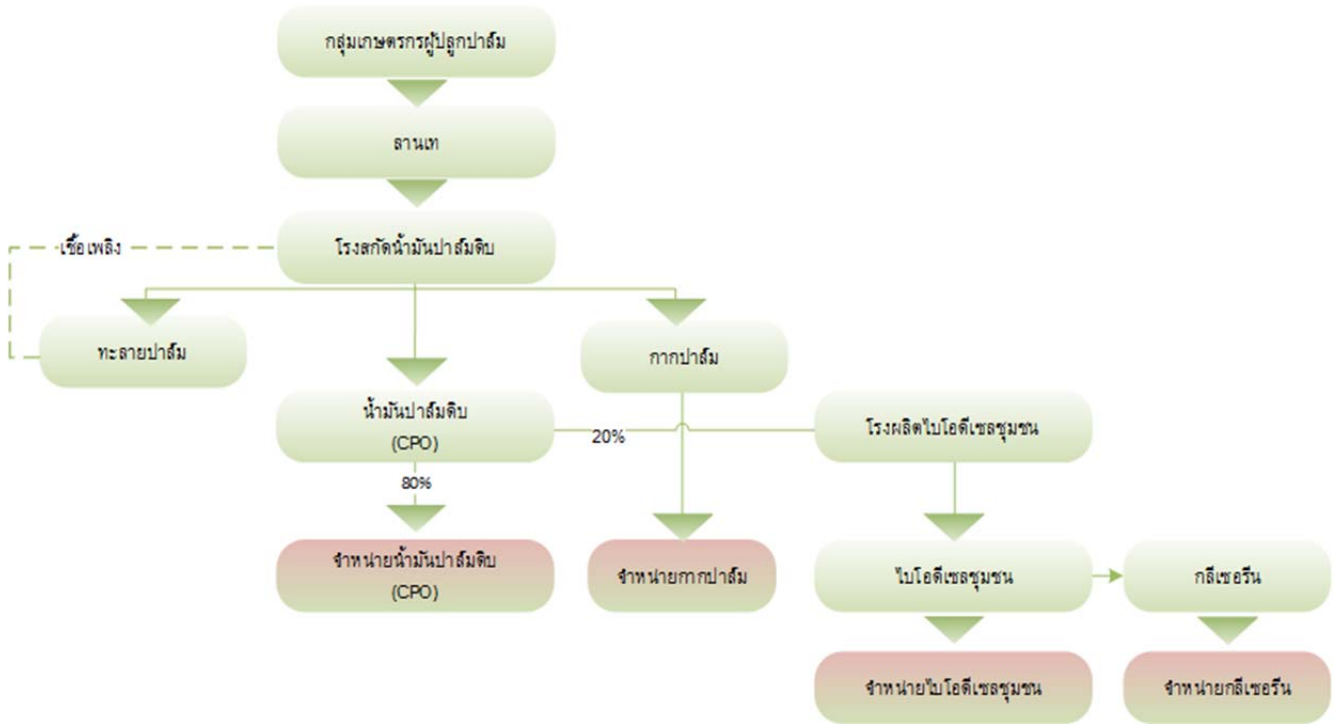 กลุ่มเกษตรกรผู้ปลูกปาล์ม
ลานเท
เชื้อเพลิง
โรงสกัดน้ำมันปาล์มดิบ
ทะลายปาล์ม
กากปาล์ม
น้ำมันปาล์มดิบ
(CPO)
20%
โรงผลิตไบโอดีเซลชุมชน
80%
จำหน่ายน้ำมันปาล์มดิบ
(CPO)
จำหน่ายกากปาล์ม
ไบโอดีเซลชุมชน
กลีเซอรีน
จำหน่ายไบโอดีเซลชุมชน
จำหน่ายกลีเซอรีน